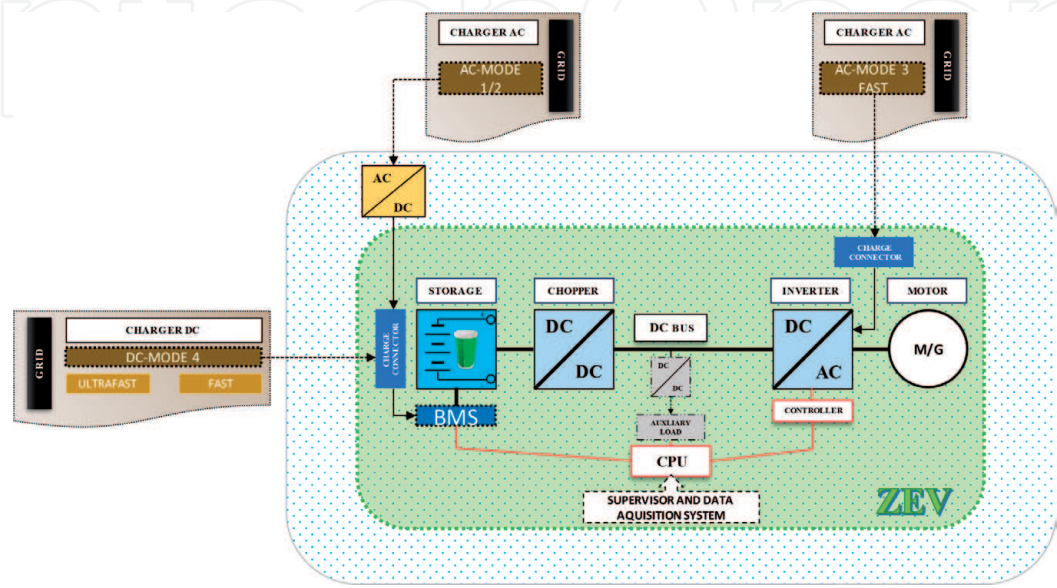 CHARGER AC
AC-MODE
1/2
GRID
CHARGER AC
AC-MODE 3
FAST
GRID
AC
DC
CHARGE
CONNECTOR
STORAGE
CHOPPER
INVERTER
MOTOR
GRID
CHARGER DC
DC-MODE 4
ULTRAFAST
FAST
CHARGE
CONNECTOR
DC
DC
DC BUS
DC
DC
DC
AC
M/G
BMS
AUXILIARY
LOAD
CONTROLLER
CPU
SUPERVISOR AND DATA
AQUISITION SYSTEM
ZEV